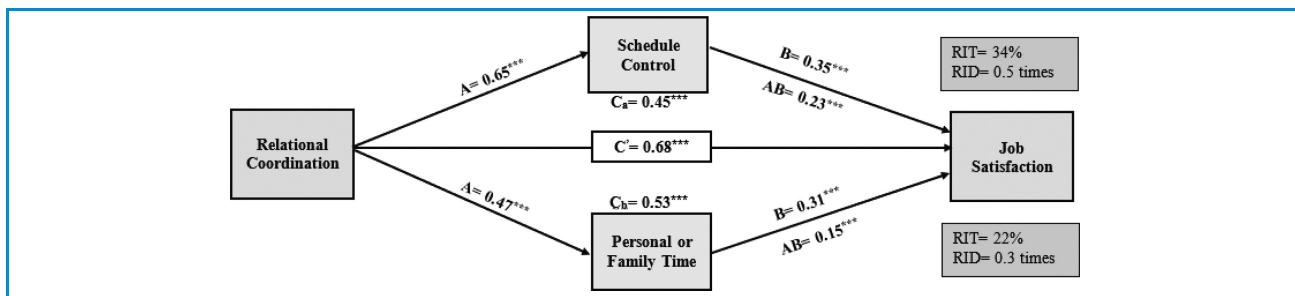 Schedule
Control
A= 0.65***
B= 0.35***
AB= 0.23***
RIT= 34%
RID= 0.5 times
Cₐ= 0.45***
Relational
Coordination
C’= 0.68***
Job
Satisfaction
A= 0.47***
C_b= 0.53***
B= 0.31***
AB= 0.15***
Personal or
Family Time
RIT= 22%
RID= 0.3 times